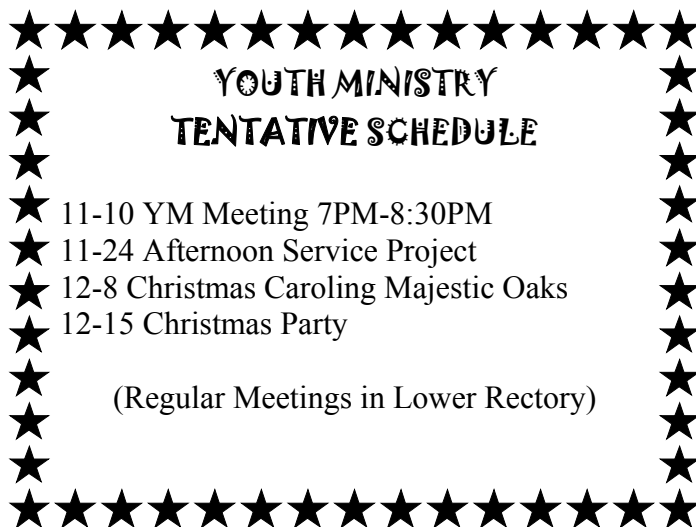 YOUTH MINISTRY
TENTATIVE SCHEDULE
11-10 YM Meeting 7PM-8:30PM
11-24 Afternoon Service Project
12-8 Christmas Caroling Majestic Oaks
12-15 Christmas Party
(Regular Meetings in Lower Rectory)